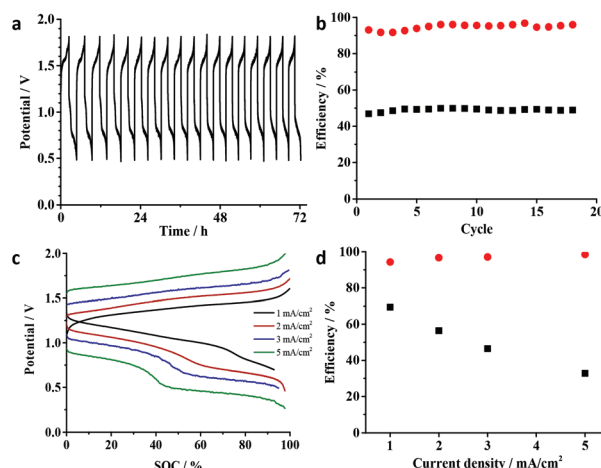 a
2.0
1.5
1.0
0.5
0.0
Potential / V
0 12 24 36 48 60 72
Time / h
b
100
80
60
40
20
0
Efficiency / %
0 5 10 15 20
Cycle
c
2.0
1.5
1.0
0.5
0.0
Potential / V
1 mA/cm²
2 mA/cm²
3 mA/cm²
5 mA/cm²
0 20 40 60 80 100
SOC / %
d
100
80
60
40
20
0
Efficiency / %
1 2 3 4 5
Current density / mA/cm²